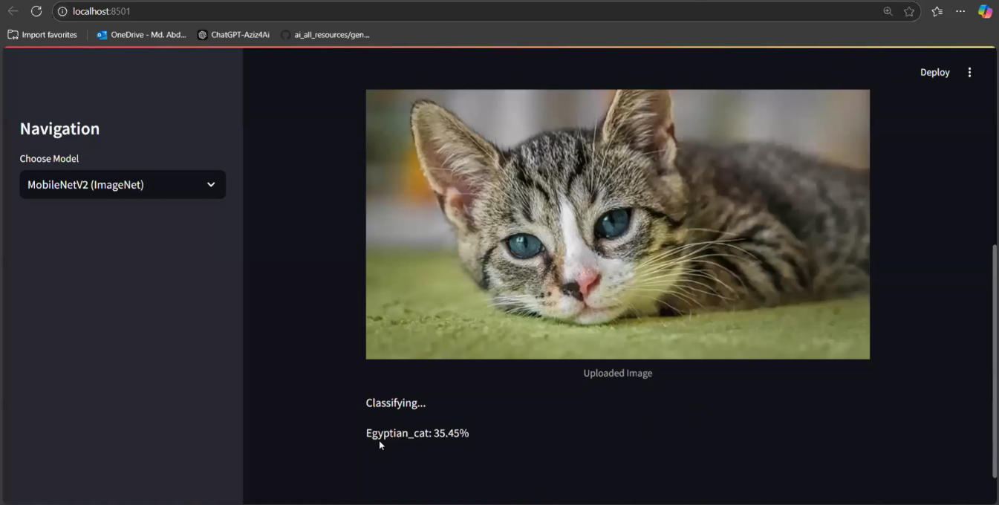 localhost:8501
Import favorites
OneDrive - Md. Abd...
ChatGPT-Aziz4Ai
ai_all_resources/gen...
Deploy
Navigation
Choose Model
MobileNetV2 (ImageNet)
Uploaded Image
Classifying...
Egyptian_cat: 35.45%